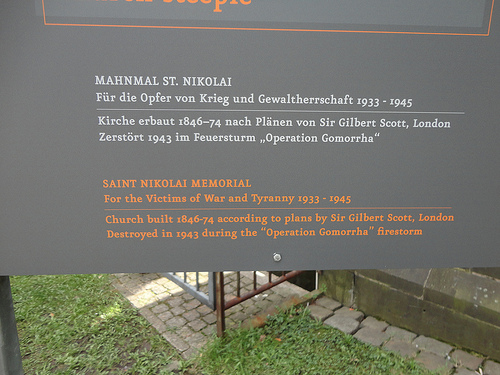 steeple
MAHNMAL ST. NIKOLAI
Für die Opfer von Krieg und Gewaltherrschaft 1933 - 1945
Kirche erbaut 1846–74 nach Plänen von Sir Gilbert Scott, London
Zerstört 1943 im Feuersturm „Operation Gomorrha“
SAINT NIKOLAI MEMORIAL
For the Victims of War and Tyranny 1933 - 1945
Church built 1846-74 according to plans by Sir Gilbert Scott, London
Destroyed in 1943 during the “Operation Gomorrha” firestorm